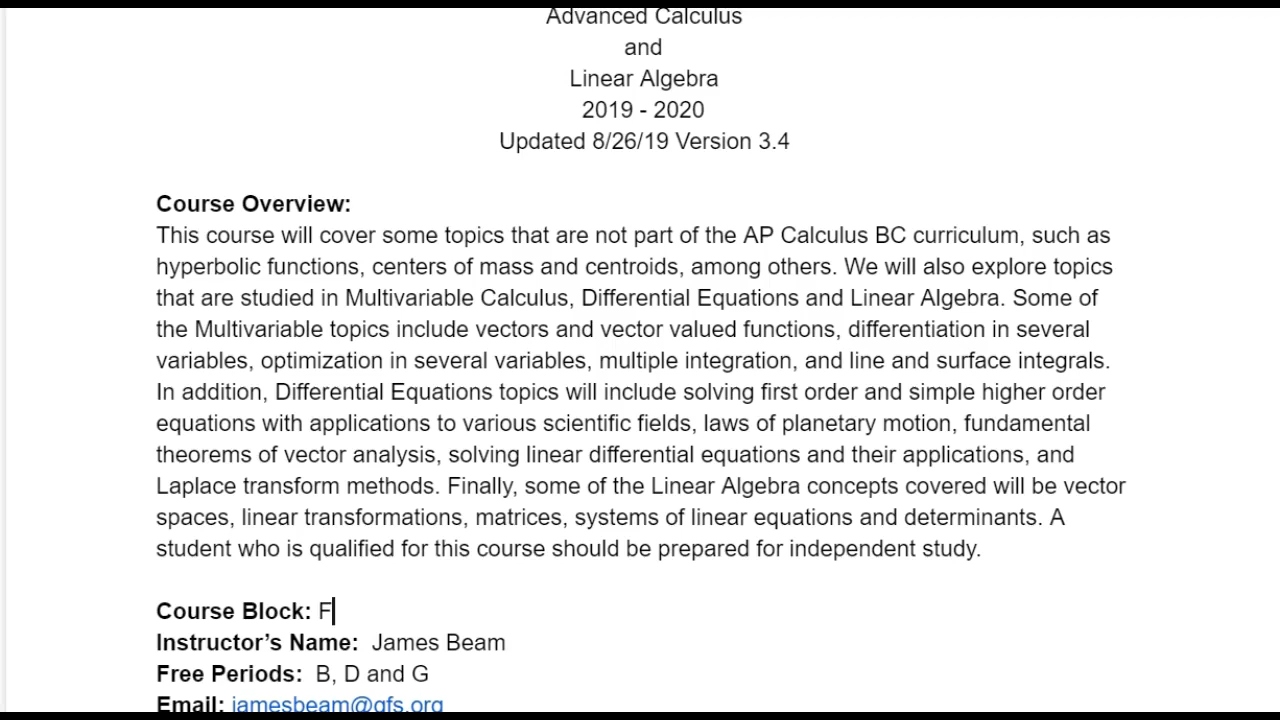 Advanced Calculus
and
Linear Algebra
2019 - 2020
Updated 8/26/19 Version 3.4
Course Overview:
This course will cover some topics that are not part of the AP Calculus BC curriculum, such as
hyperbolic functions, centers of mass and centroids, among others. We will also explore topics
that are studied in Multivariable Calculus, Differential Equations and Linear Algebra. Some of
the Multivariable topics include vectors and vector valued functions, differentiation in several
variables, optimization in several variables, multiple integration, and line and surface integrals.
In addition, Differential Equations topics will include solving first order and simple higher order
equations with applications to various scientific fields, laws of planetary motion, fundamental
theorems of vector analysis, solving linear differential equations and their applications, and
Laplace transform methods. Finally, some of the Linear Algebra concepts covered will be vector
spaces, linear transformations, matrices, systems of linear equations and determinants. A
student who is qualified for this course should be prepared for independent study.
Course Block: F
Instructor’s Name: James Beam
Free Periods: B, D and G
Email: jamesbeam@gfs.org